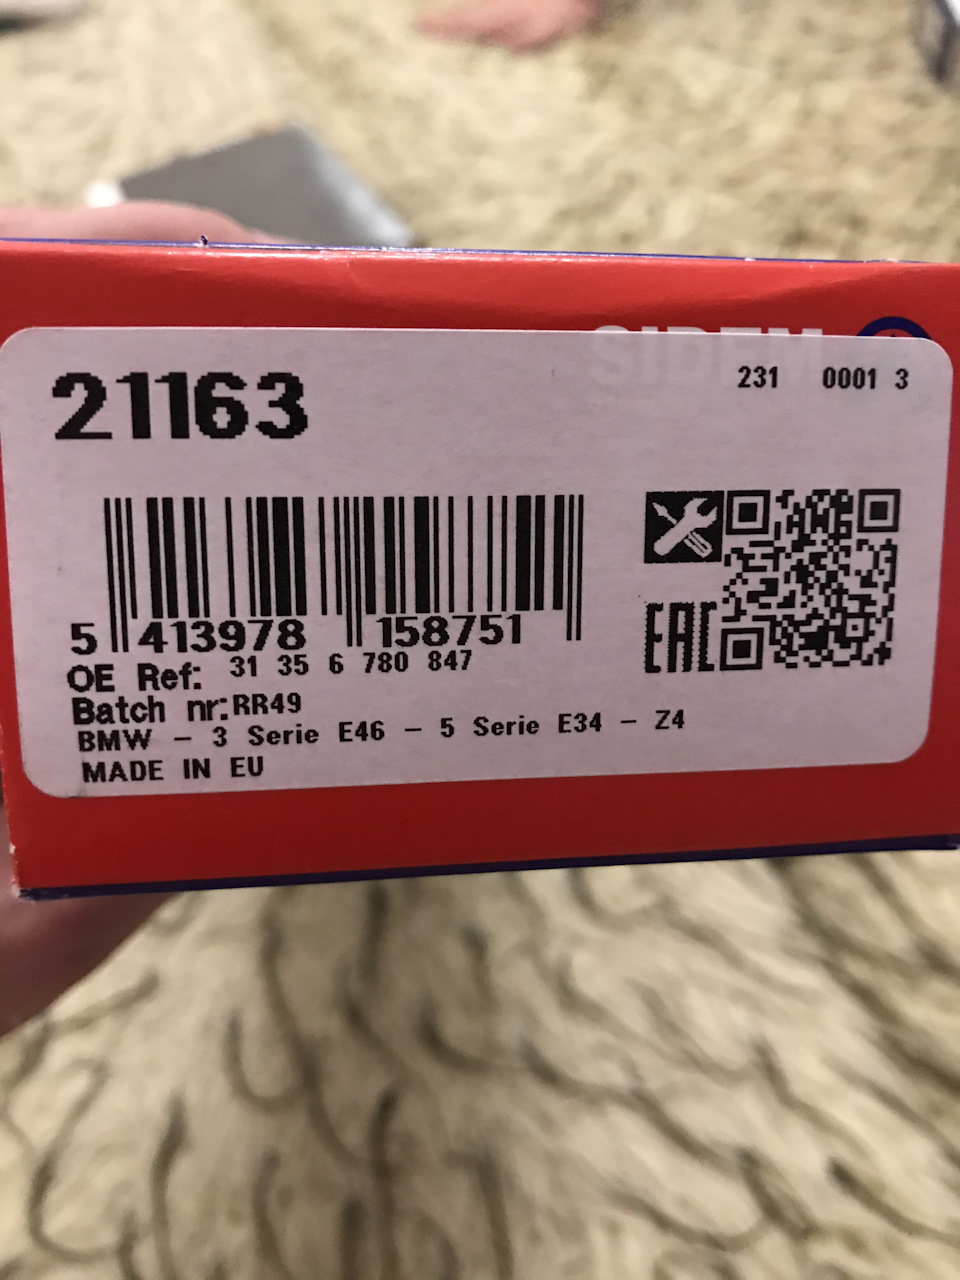 SIDEM
21163
231 0001 3
5 413978 158751
EAC
OE Ref: 31 35 6 780 847
Batch nr: RR49
BMW - 3 Serie E46 - 5 Serie E34 - Z4
MADE IN EU